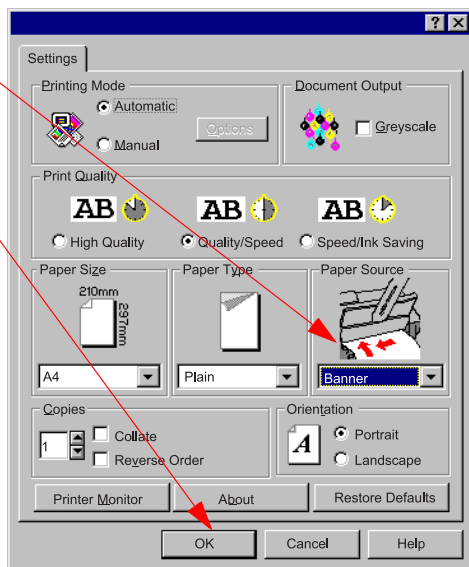 ? ×
Settings
Printing Mode
Automatic
Manual
Options
Document Output
Greyscale
Print Quality
AB AB AB
High Quality Quality/Speed Speed/Ink Saving
Paper Size
210mm
297mm
A4
Paper Type
Plain
Paper Source
Banner
Copies
1
Collate
Reverse Order
Orientation
A
Portrait
Landscape
Printer Monitor About Restore Defaults
OK Cancel Help